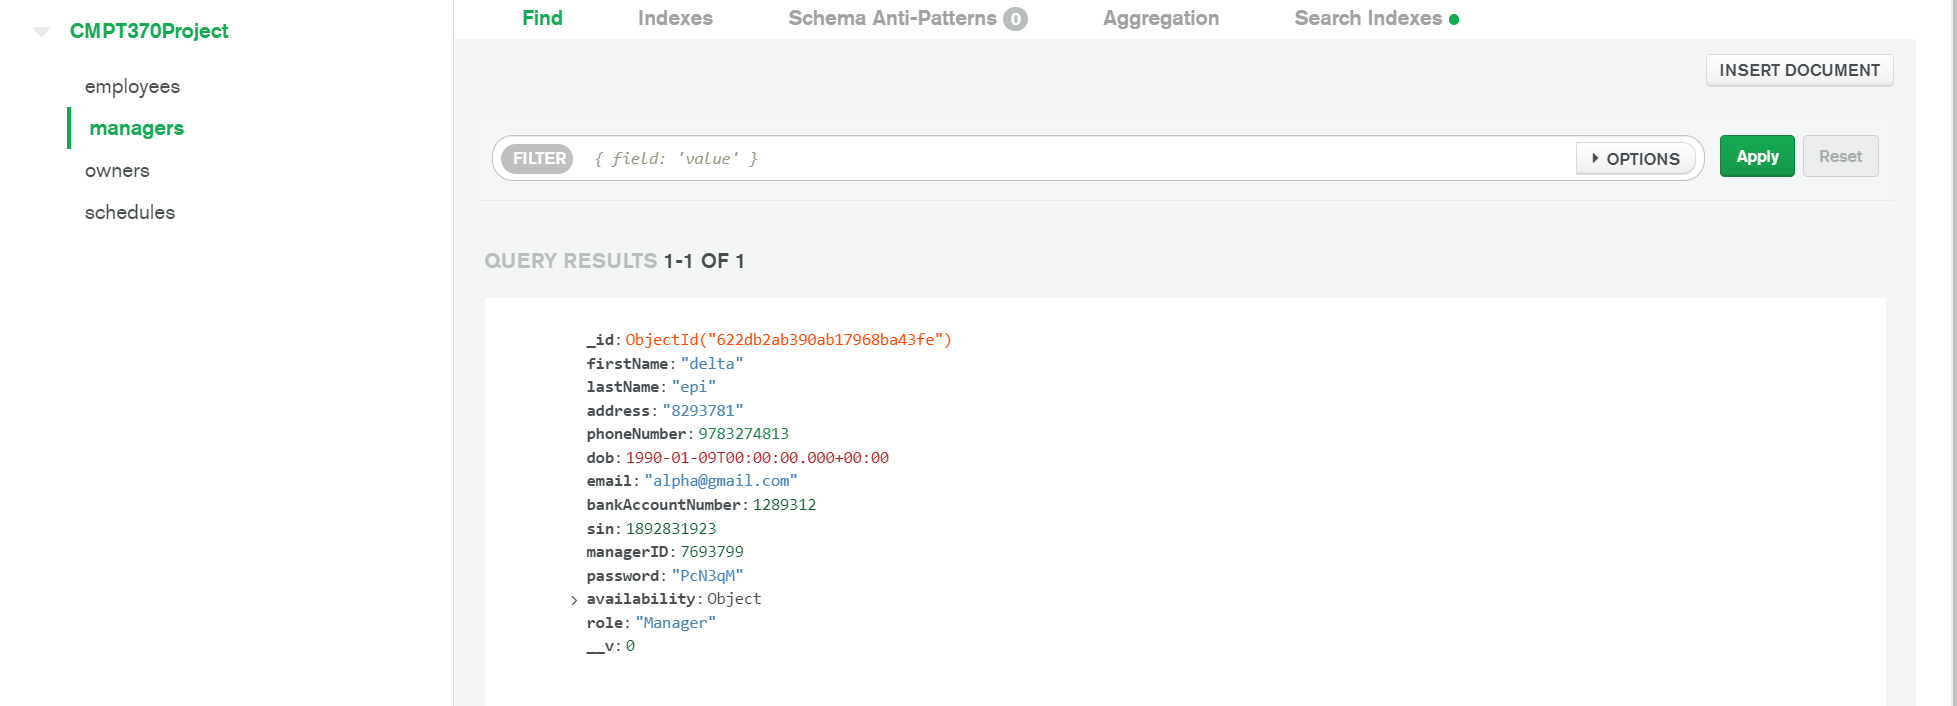 CMPT370Project
employees
managers
owners
schedules
Find Indexes Schema Anti-Patterns 0 Aggregation Search Indexes
INSERT DOCUMENT
FILTER { field: 'value' } OPTIONS Apply Reset
QUERY RESULTS 1-1 OF 1
_id: ObjectId("622db2ab390ab17968ba43fe")
firstName: "delta"
lastName: "epi"
address: "8293781"
phoneNumber: 9783274813
dob: 1990-01-09T00:00:00.000+00:00
email: "alpha@gmail.com"
bankAccountNumber: 1289312
sin: 1892831923
managerID: 7693799
password: "PcN3qM"
availability: Object
role: "Manager"
__v: 0